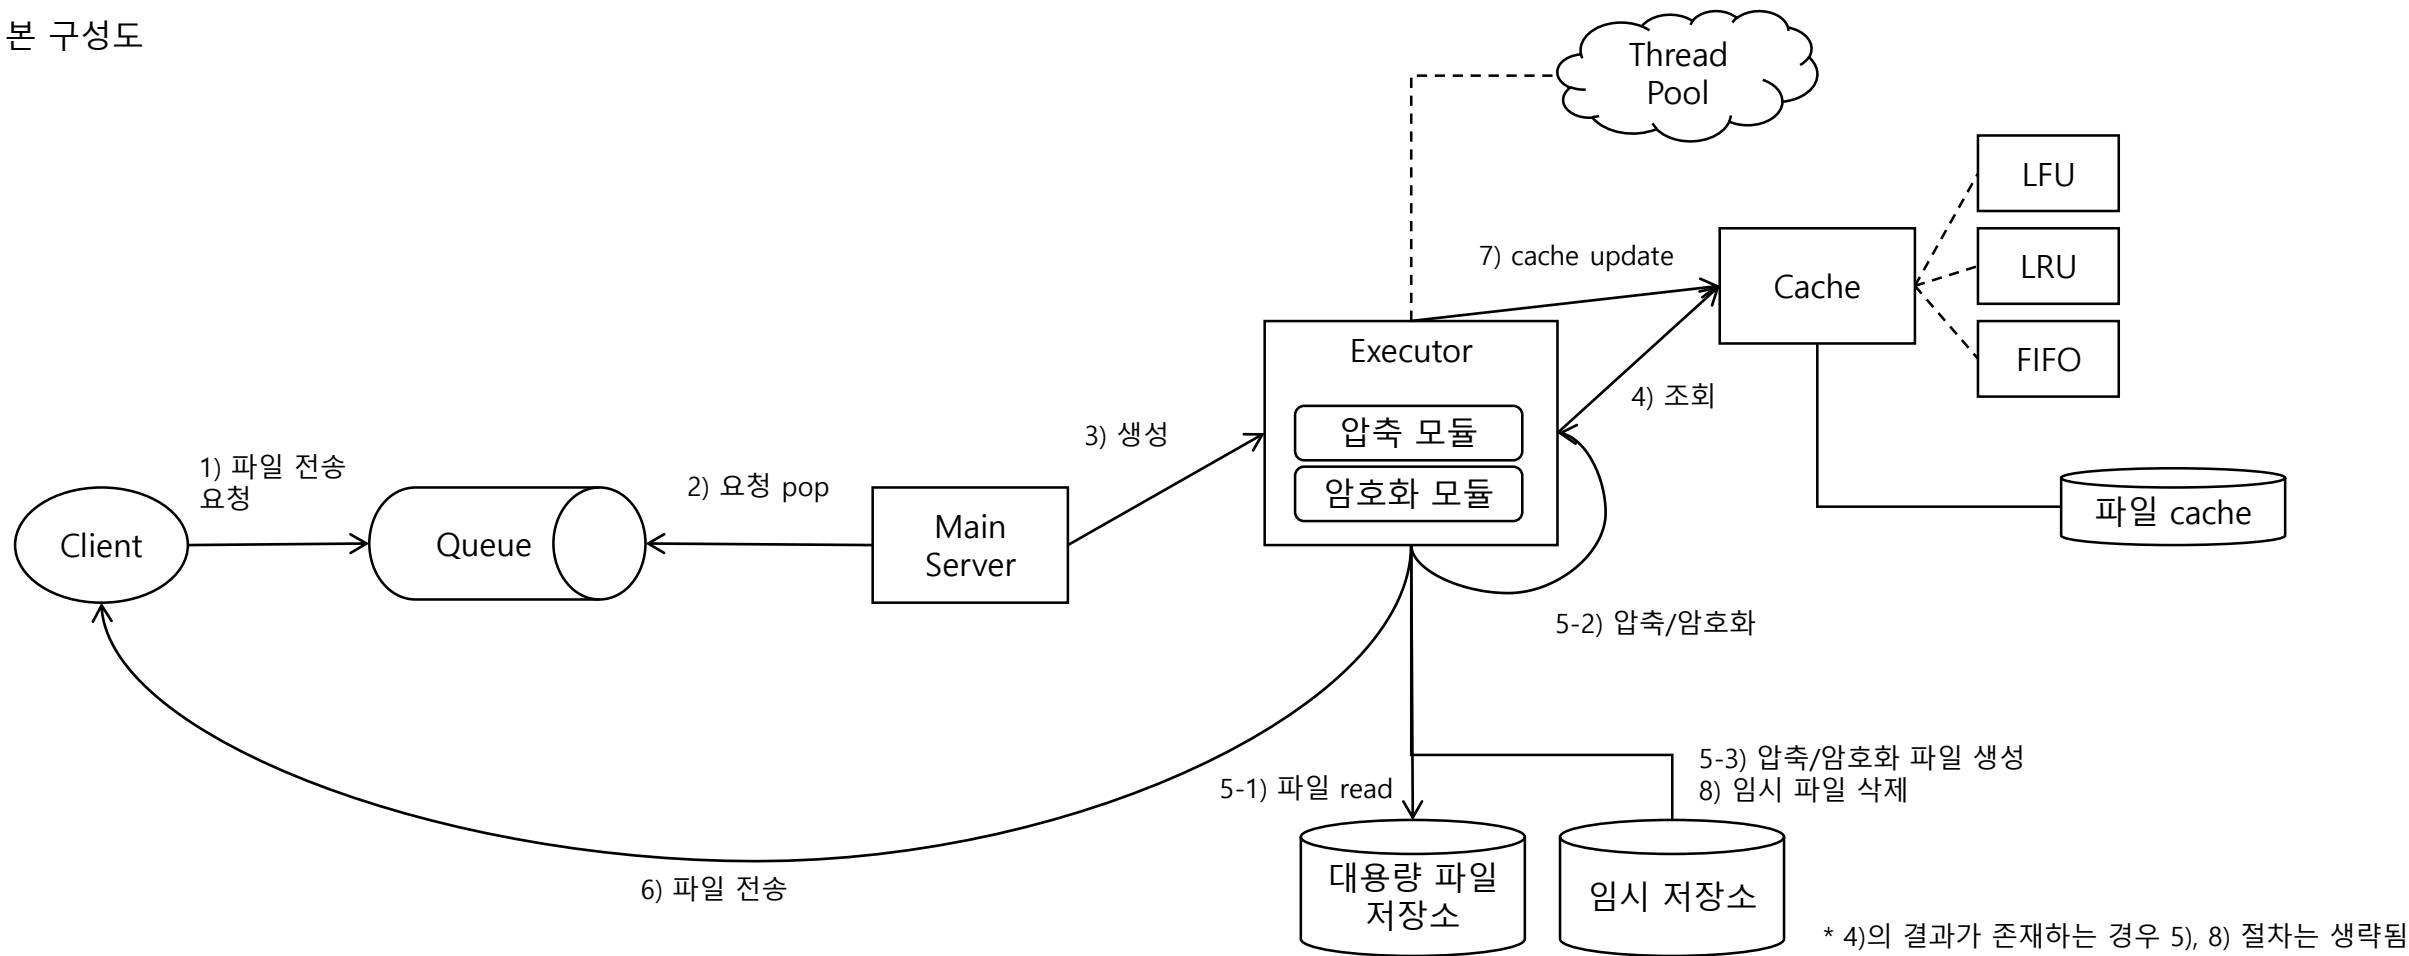 본 구성도
Thread
Pool
LFU
7) cache update
Cache
LRU
Executor
FIFO
4) 조회
압축 모듈
3) 생성
암호화 모듈
1) 파일 전송
요청
2) 요청 pop
Client
Queue
Main
Server
파일 cache
5-2) 압축/암호화
5-1) 파일 read
5-3) 압축/암호화 파일 생성
8) 임시 파일 삭제
6) 파일 전송
대용량 파일
저장소
임시 저장소
* 4)의 결과가 존재하는 경우 5), 8) 절차는 생략됨